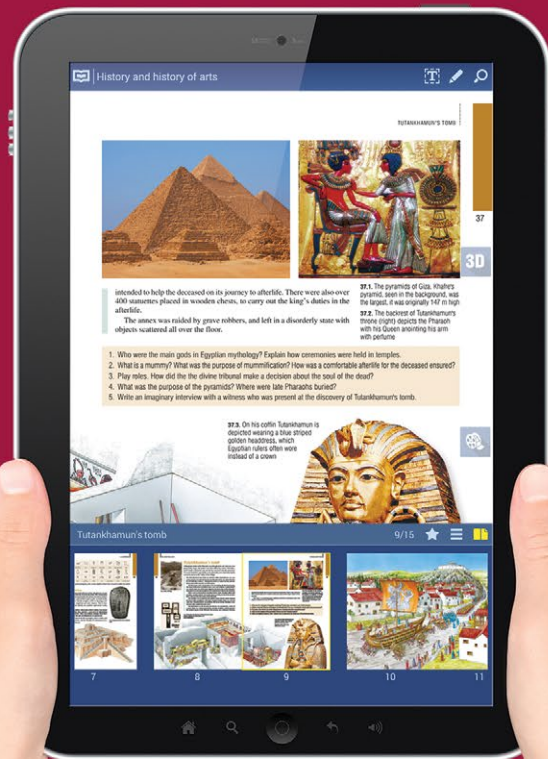 History and history of arts
TUTANKHAMUN'S TOMB
37
3D
intended to help the deceased on its journey to afterlife. There were also over
400 statuettes placed in wooden chests, to carry out the king's duties in the
afterlife.
The annex was raided by grave robbers, and left in a disorderly state with
objects scattered all over the floor.
37.1. The pyramids of Giza. Khafre's
pyramid, seen in the background, was
the largest, it was originally 147 m high
37.2. The backrest of Tutankhamun's
throne (right) depicts the Pharaoh
with his Queen anointing his arm
with perfume
1. Who were the main gods in Egyptian mythology? Explain how ceremonies were held in temples.
2. What is a mummy? What was the purpose of mummification? How was a comfortable afterlife for the deceased ensured?
3. Play roles. How did the the divine tribunal make a decision about the soul of the dead?
4. What was the purpose of the pyramids? Where were late Pharaohs buried?
5. Write an imaginary interview with a witness who was present at the discovery of Tutankhamun's tomb.
37.3. On his coffin Tutankhamun is
depicted wearing a blue striped
golden headdress, which
Egyptian rulers often wore
instead of a crown
Tutankhamun's tomb
9/15
7
8
9
10
11